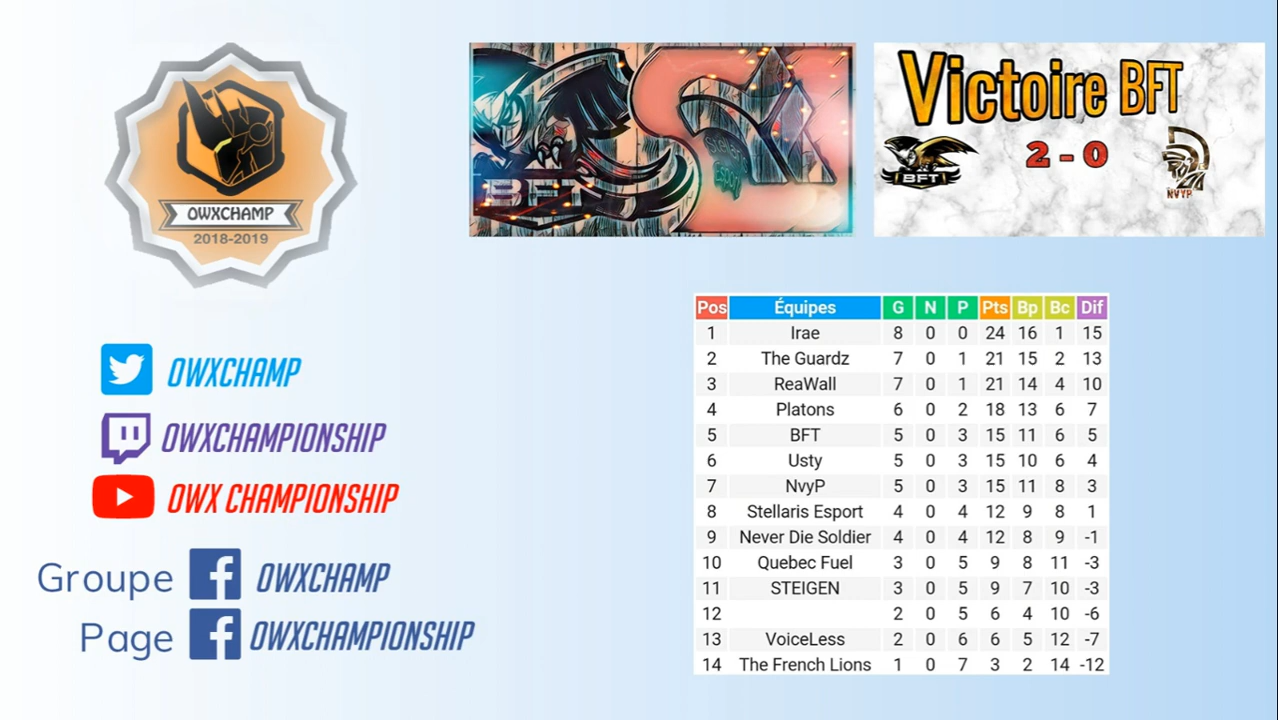 OWXCHAMP
2018-2019
BFT
Victoire BFT
2 - 0
BFT
NVYP
OWXCHAMP
OWXCHAMPIONSHIP
OWX CHAMPIONSHIP
Groupe OWXCHAMP
Page OWXCHAMPIONSHIP
Pos Équipes G N P Pts Bp Bc Dif
1 Irae 8 0 0 24 16 1 15
2 The Guardz 7 0 1 21 15 2 13
3 ReaWall 7 0 1 21 14 4 10
4 Platons 6 0 2 18 13 6 7
5 BFT 5 0 3 15 11 6 5
6 Usty 5 0 3 15 10 6 4
7 NvyP 5 0 3 15 11 8 3
8 Stellaris Esport 4 0 4 12 9 8 1
9 Never Die Soldier 4 0 4 12 8 9 -1
10 Quebec Fuel 3 0 5 9 8 11 -3
11 STEIGEN 3 0 5 9 7 10 -3
12 2 0 5 6 4 10 -6
13 VoiceLess 2 0 6 6 5 12 -7
14 The French Lions 1 0 7 3 2 14 -12